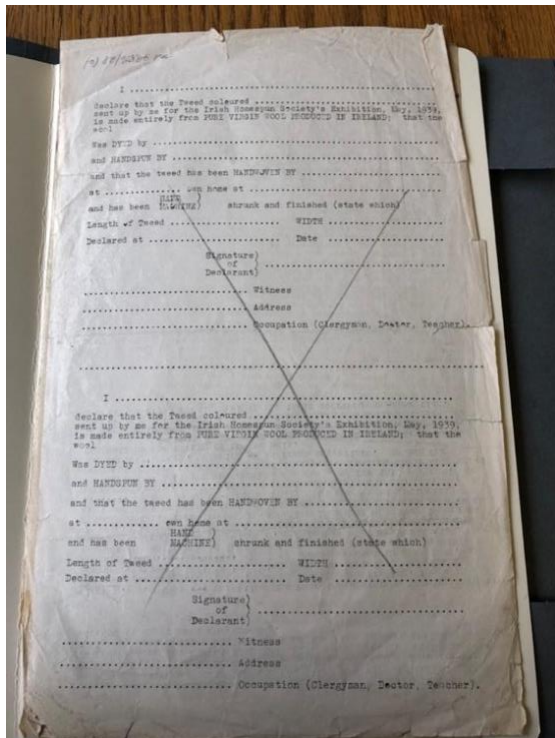 I ........................................
declare that the Tweed coloured ........................................
sent up by me for the Irish Homespun Society's Exhibition, May, 1939,
is made entirely from PURE VIRGIN WOOL PRODUCED IN IRELAND; that the
wool
Was DYED by ........................................
and HANDSPUN BY ........................................
and that the tweed has been HANDWOVEN BY ........................................
at .................... own home at ........................................
HAND )
and has been MACHINE) shrunk and finished (state which)
Length of Tweed .................... WIDTH ....................
Declared at .................... Date ....................
Signature)
of ) ........................................
Declarant)
........................................ Witness
........................................ Address
........................................ Occupation (Clergyman, Doctor, Teacher).
........................................
I ........................................
declare that the Tweed coloured ........................................
sent up by me for the Irish Homespun Society's Exhibition, May, 1939,
is made entirely from PURE VIRGIN WOOL PRODUCED IN IRELAND; that the
wool
Was DYED by ........................................
and HANDSPUN BY ........................................
and that the tweed has been HANDWOVEN BY ........................................
at .................... own home at ........................................
HAND )
and has been MACHINE) shrunk and finished (state which)
Length of Tweed .................... WIDTH ....................
Declared at .................... Date ....................
Signature)
of ) ........................................
Declarant)
........................................ Witness
........................................ Address
........................................ Occupation (Clergyman, Doctor, Teacher).